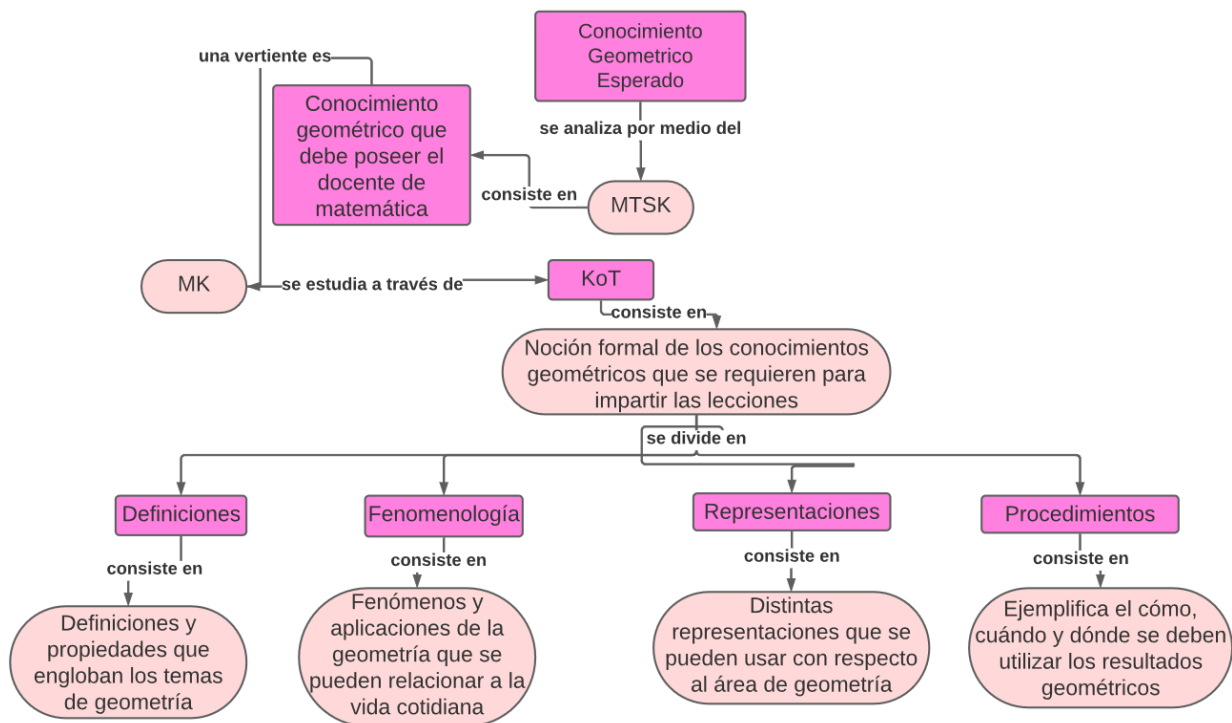 Conocimiento
Geometrico
Esperado
una vertiente es
Conocimiento
geométrico que
debe poseer el
docente de
matemática
se analiza por medio del
consiste en
MTSK
MK
se estudia a través de
KoT
consiste en
Noción formal de los conocimientos
geométricos que se requieren para
impartir las lecciones
se divide en
Definiciones
Fenomenología
Representaciones
Procedimientos
consiste en
consiste en
consiste en
consiste en
Definiciones y
propiedades que
engloban los temas
de geometría
Fenómenos y
aplicaciones de la
geometría que se
pueden relacionar a la
vida cotidiana
Distintas
representaciones que se
pueden usar con respecto
al área de geometría
Ejemplifica el cómo,
cuándo y dónde se deben
utilizar los resultados
geométricos